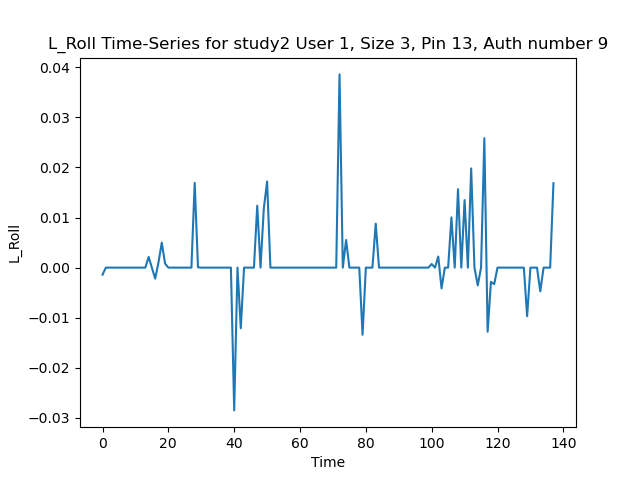 L_Roll Time-Series for study2 User 1, Size 3, Pin 13, Auth number 9
0.04
0.03
0.02
0.01
0.00
−0.01
−0.02
−0.03
L_Roll
0 20 40 60 80 100 120 140
Time